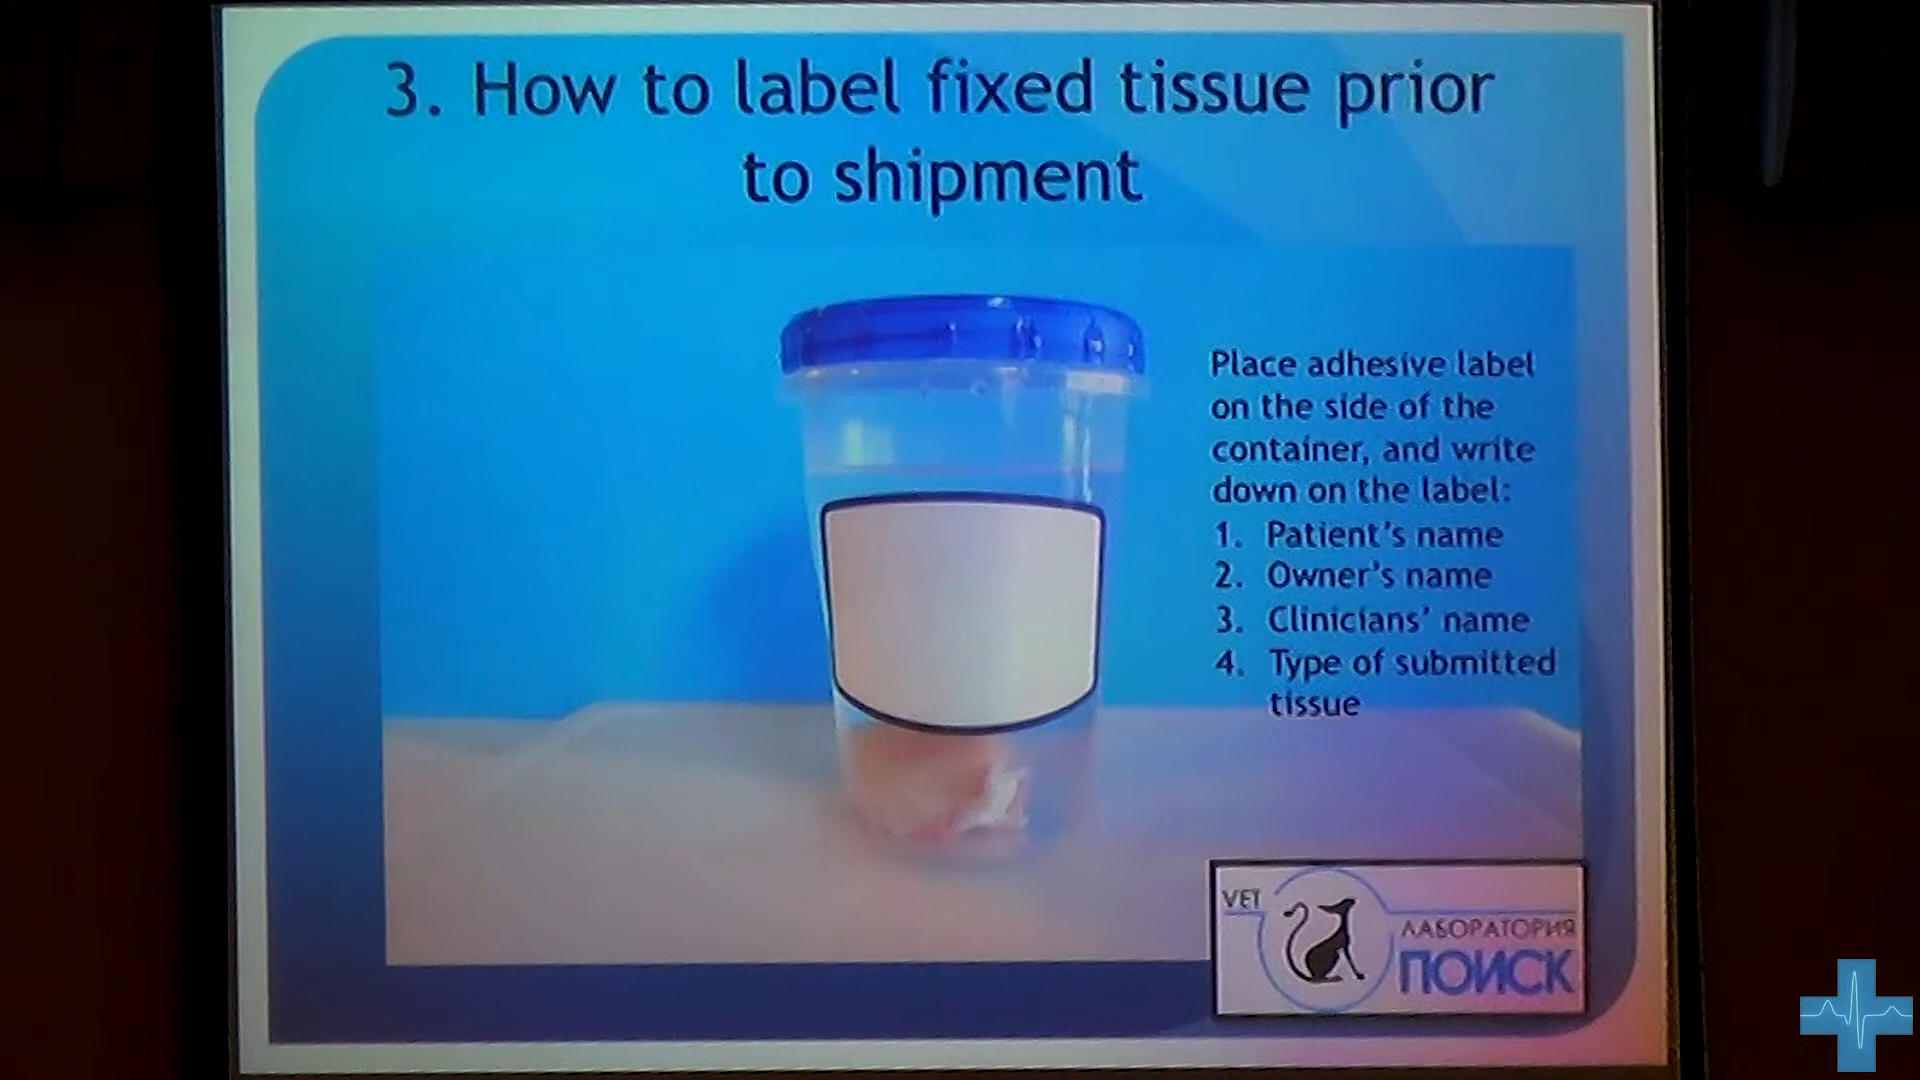 3. How to label fixed tissue prior
to shipment
Place adhesive label
on the side of the
container, and write
down on the label:
1. Patient's name
2. Owner's name
3. Clinicians' name
4. Type of submitted
tissue
VET
ЛАБОРАТОРИЯ
ПОИСК